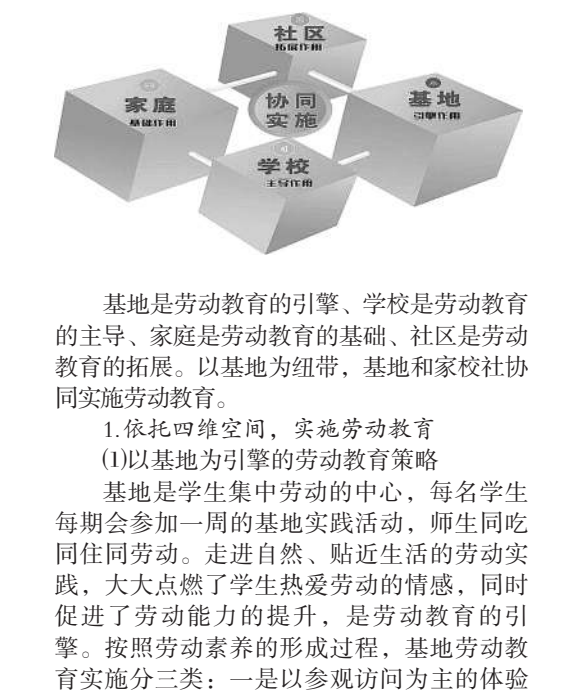 社区
拓展作用
家庭
基础作用
协同
实施
基地
引擎作用
学校
主导作用
基地是劳动教育的引擎、学校是劳动教育
的主导、家庭是劳动教育的基础、社区是劳动
教育的拓展。以基地为纽带，基地和家校社协
同实施劳动教育。
1.依托四维空间，实施劳动教育
⑴以基地为引擎的劳动教育策略
基地是学生集中劳动的中心，每名学生
每期会参加一周的基地实践活动，师生同吃
同住同劳动。走进自然、贴近生活的劳动实
践，大大点燃了学生热爱劳动的情感，同时
促进了劳动能力的提升，是劳动教育的引
擎。按照劳动素养的形成过程，基地劳动教
育实施分三类：一是以参观访问为主的体验